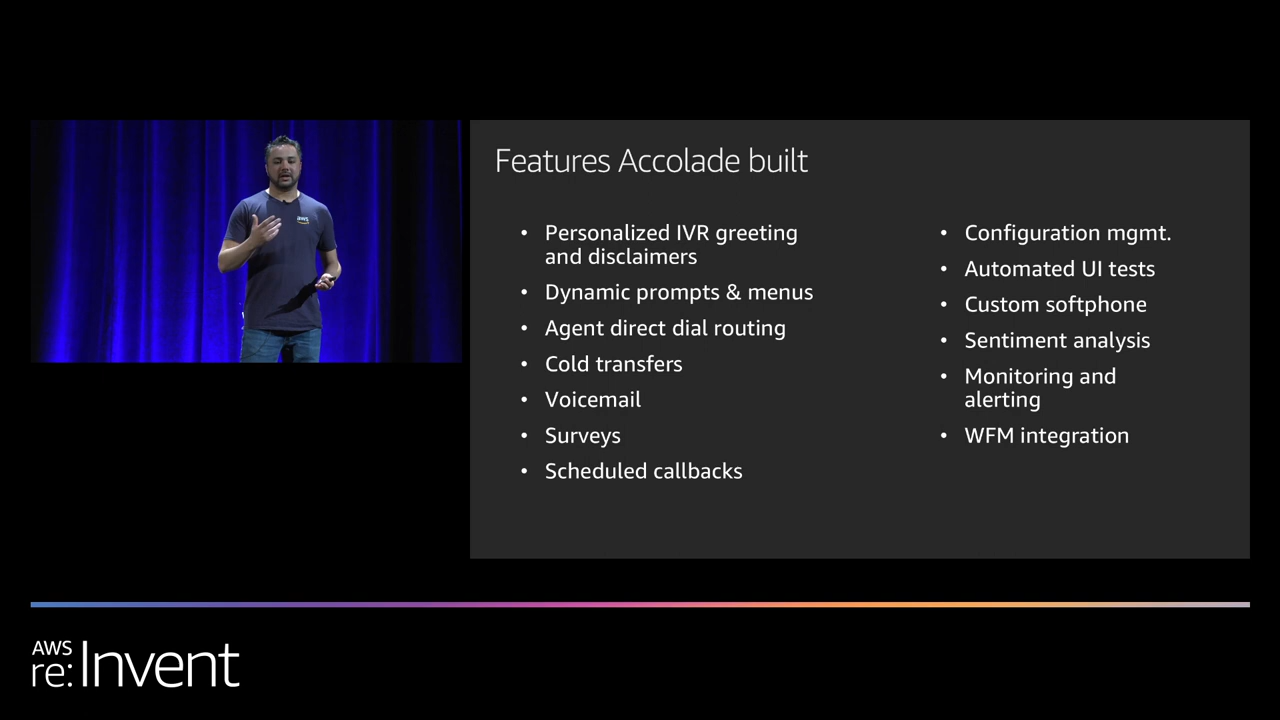 aws
Features Accolade built
• Personalized IVR greeting
and disclaimers
• Dynamic prompts & menus
• Agent direct dial routing
• Cold transfers
• Voicemail
• Surveys
• Scheduled callbacks
• Configuration mgmt.
• Automated UI tests
• Custom softphone
• Sentiment analysis
• Monitoring and
alerting
• WFM integration
AWS
re:Invent